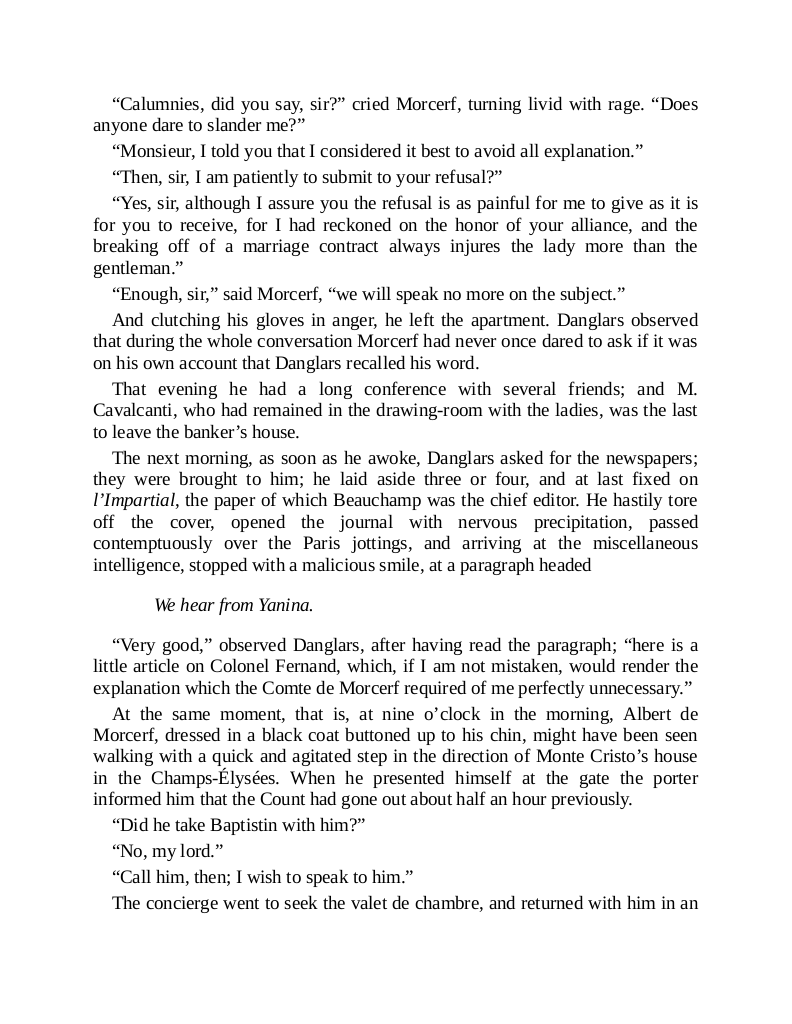 “Calumnies, did you say, sir?” cried Morcerf, turning livid with rage. “Does
anyone dare to slander me?”
“Monsieur, I told you that I considered it best to avoid all explanation.”
“Then, sir, I am patiently to submit to your refusal?”
“Yes, sir, although I assure you the refusal is as painful for me to give as it is
for you to receive, for I had reckoned on the honor of your alliance, and the
breaking off of a marriage contract always injures the lady more than the
gentleman.”
“Enough, sir,” said Morcerf, “we will speak no more on the subject.”
And clutching his gloves in anger, he left the apartment. Danglars observed
that during the whole conversation Morcerf had never once dared to ask if it was
on his own account that Danglars recalled his word.
That evening he had a long conference with several friends; and M.
Cavalcanti, who had remained in the drawing-room with the ladies, was the last
to leave the banker’s house.
The next morning, as soon as he awoke, Danglars asked for the newspapers;
they were brought to him; he laid aside three or four, and at last fixed on
l’Impartial, the paper of which Beauchamp was the chief editor. He hastily tore
off the cover, opened the journal with nervous precipitation, passed
contemptuously over the Paris jottings, and arriving at the miscellaneous
intelligence, stopped with a malicious smile, at a paragraph headed
We hear from Yanina.
“Very good,” observed Danglars, after having read the paragraph; “here is a
little article on Colonel Fernand, which, if I am not mistaken, would render the
explanation which the Comte de Morcerf required of me perfectly unnecessary.”
At the same moment, that is, at nine o’clock in the morning, Albert de
Morcerf, dressed in a black coat buttoned up to his chin, might have been seen
walking with a quick and agitated step in the direction of Monte Cristo’s house
in the Champs-Élysées. When he presented himself at the gate the porter
informed him that the Count had gone out about half an hour previously.
“Did he take Baptistin with him?”
“No, my lord.”
“Call him, then; I wish to speak to him.”
The concierge went to seek the valet de chambre, and returned with him in an